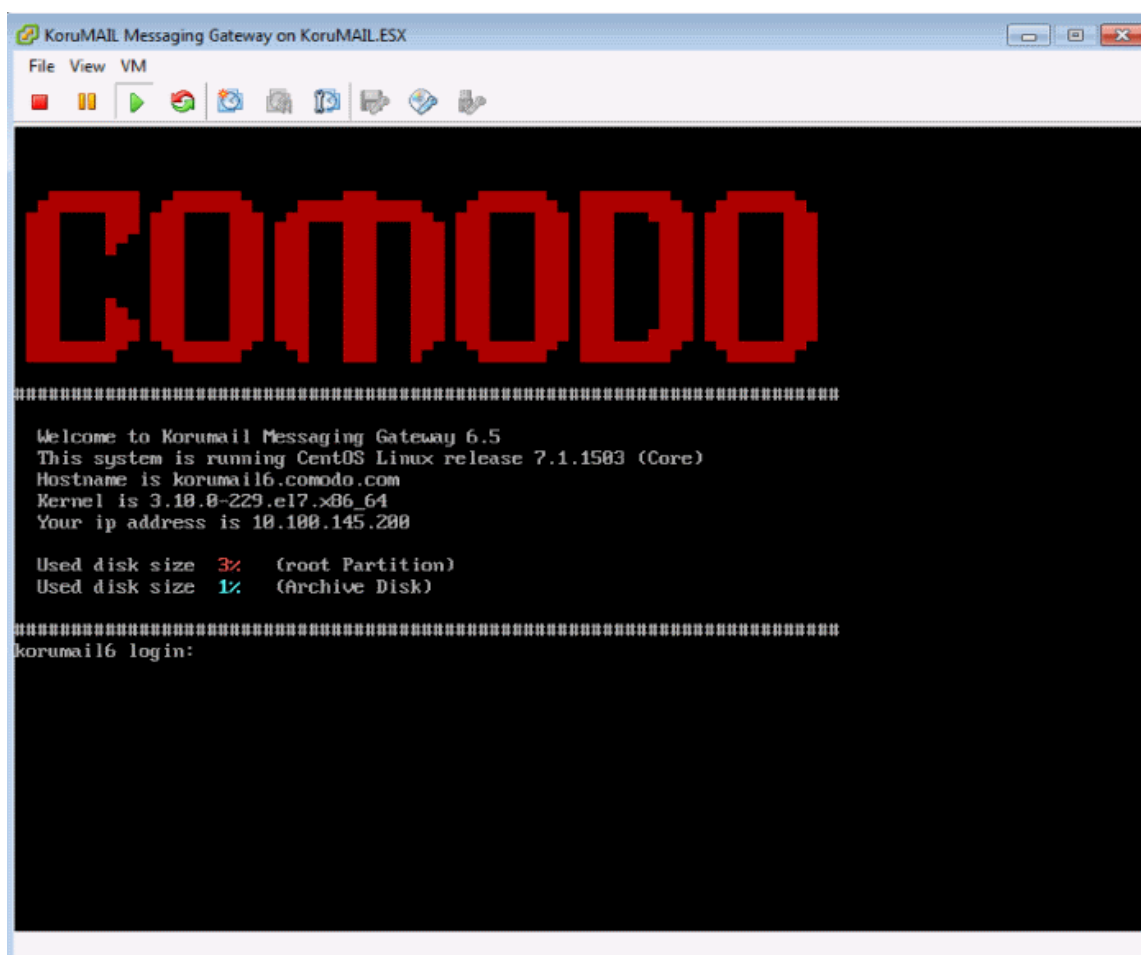 KoruMAIL Messaging Gateway on KoruMAIL.ESX
File View VM
COMODO
########################################################################
Welcome to Korumail Messaging Gateway 6.5
This system is running CentOS Linux release 7.1.1503 (Core)
Hostname is korumail6.comodo.com
Kernel is 3.10.0-229.el7.x86_64
Your ip address is 10.100.145.200
Used disk size 3% (root Partition)
Used disk size 1% (Archive Disk)
########################################################################
korumail6 login: